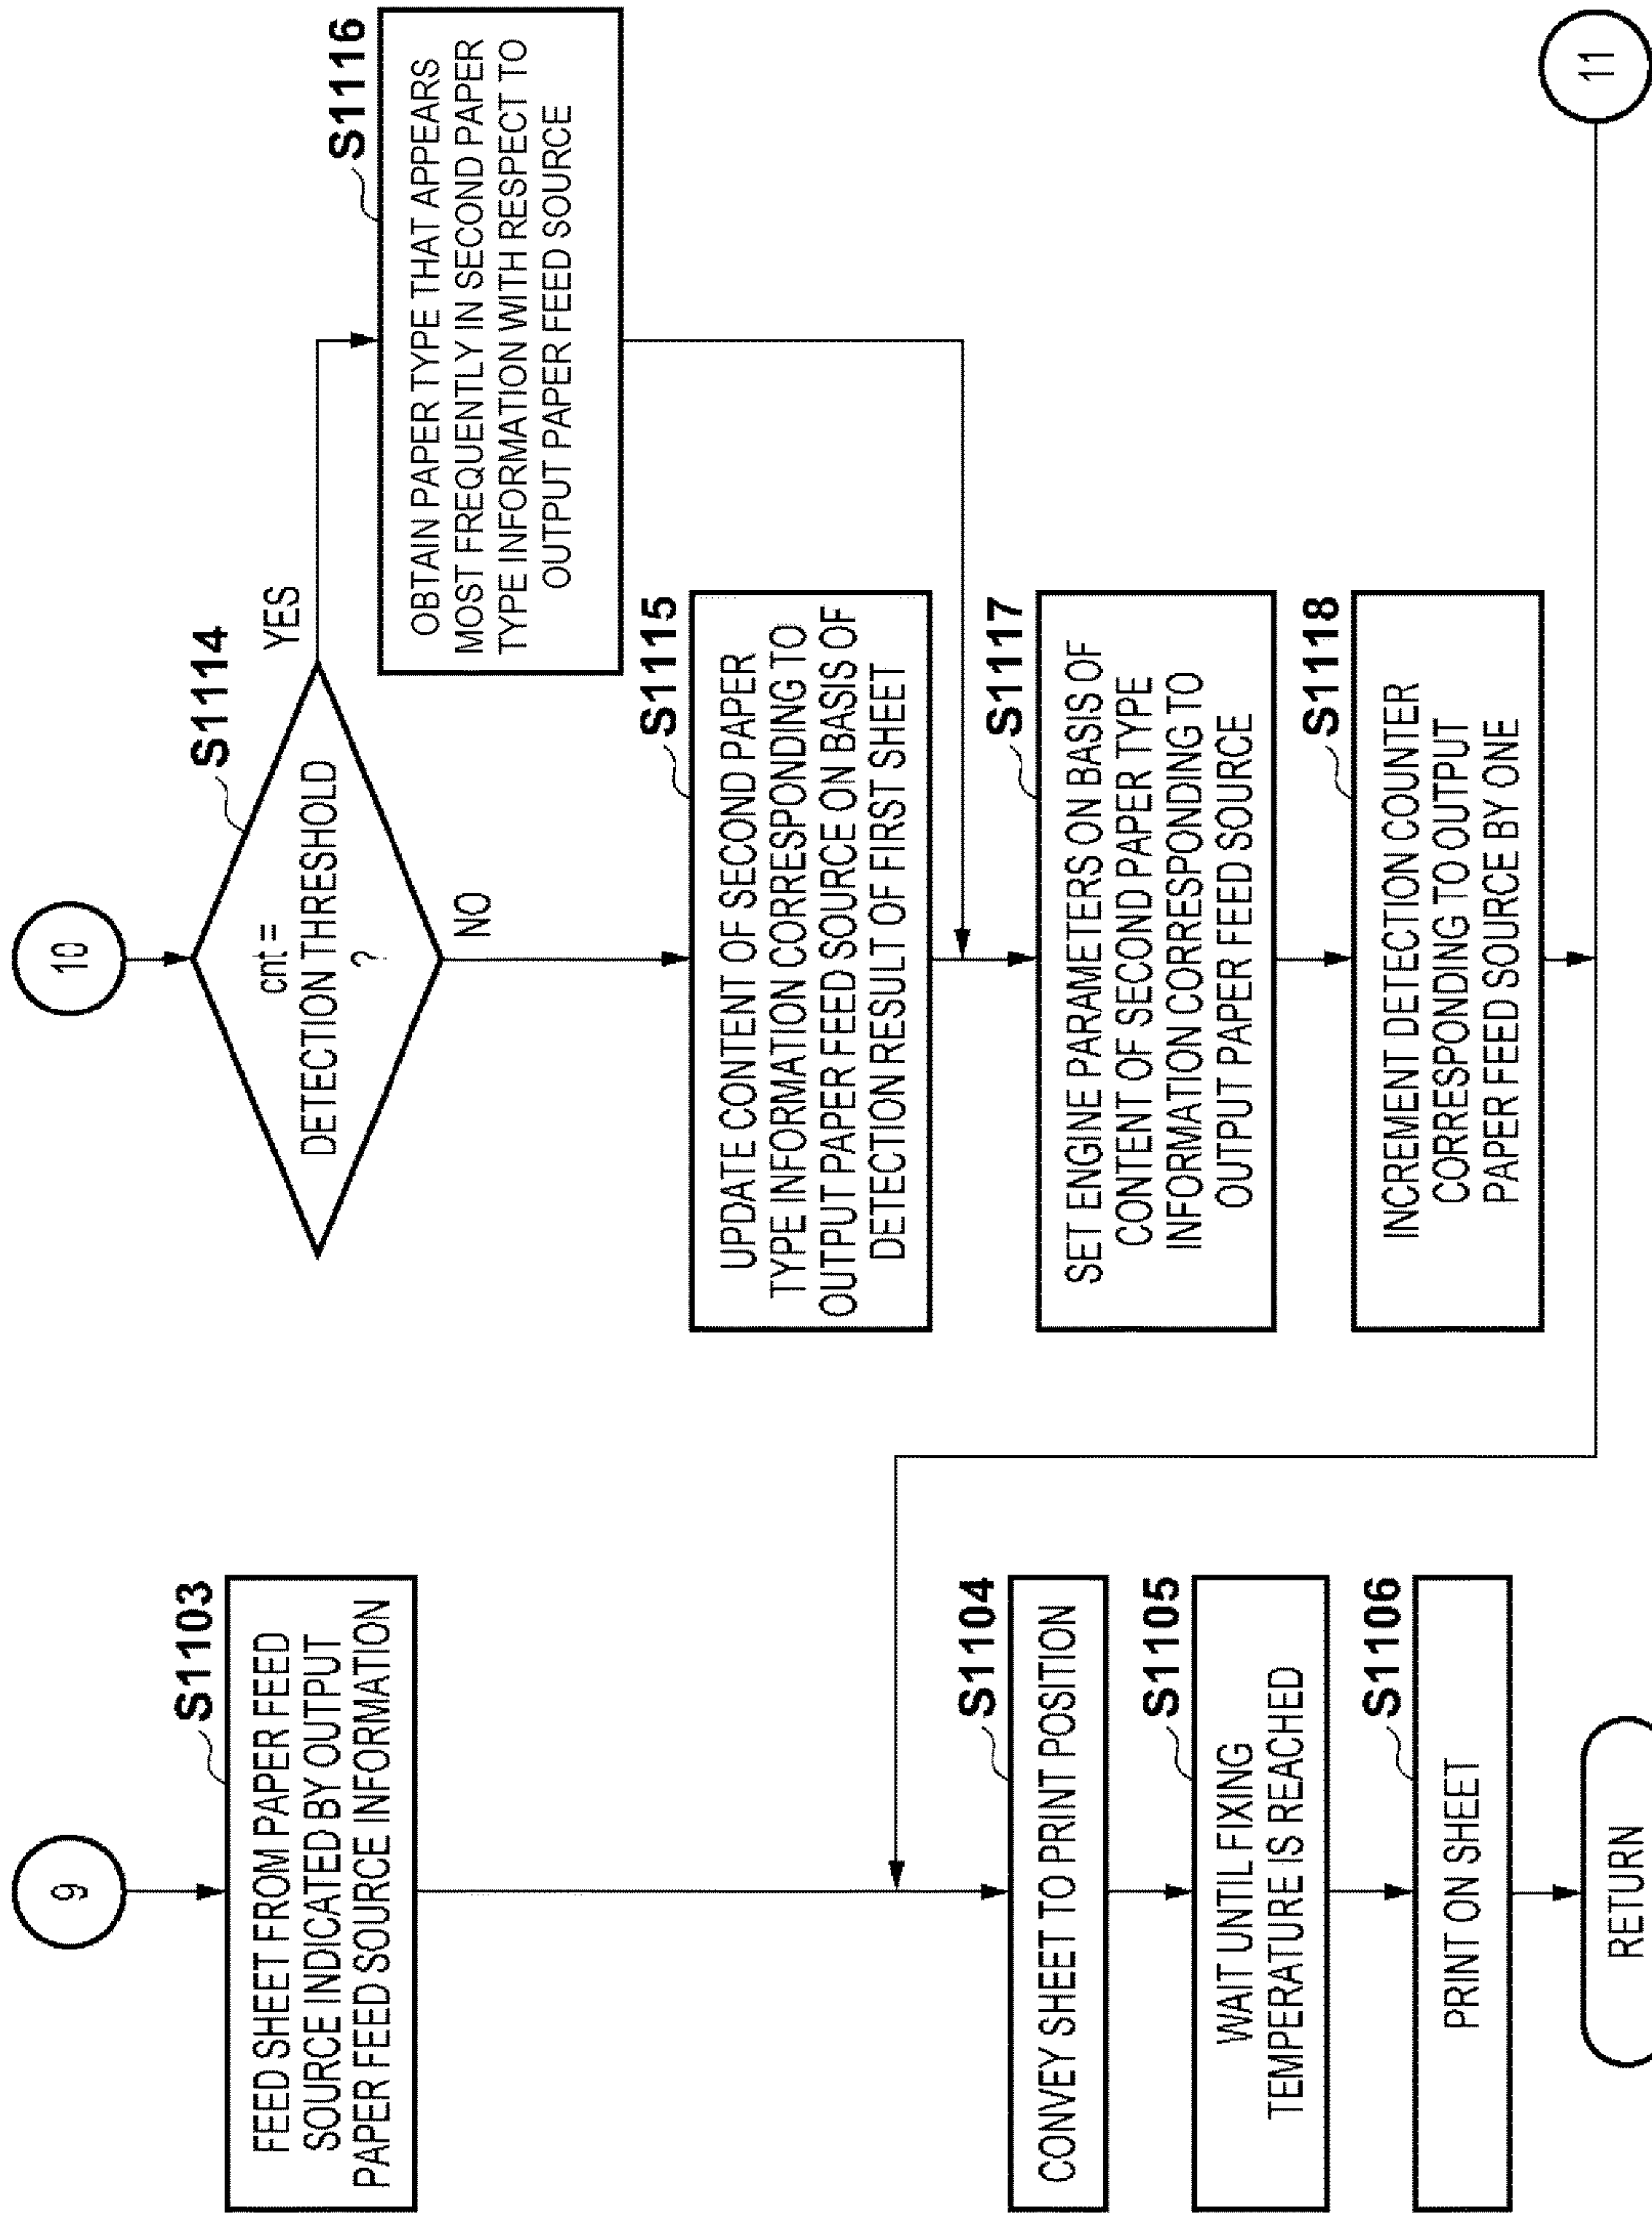 9
S1103
FEED SHEET FROM PAPER FEED
SOURCE INDICATED BY OUTPUT
PAPER FEED SOURCE INFORMATION
S1104
CONVEY SHEET TO PRINT POSITION
S1105
WAIT UNTIL FIXING
TEMPERATURE IS REACHED
S1106
PRINT ON SHEET
RETURN
10
S1114
cnt =
DETECTION THRESHOLD
?
YES
NO
S1116
OBTAIN PAPER TYPE THAT APPEARS
MOST FREQUENTLY IN SECOND PAPER
TYPE INFORMATION WITH RESPECT TO
OUTPUT PAPER FEED SOURCE
S1115
UPDATE CONTENT OF SECOND PAPER
TYPE INFORMATION CORRESPONDING TO
OUTPUT PAPER FEED SOURCE ON BASIS OF
DETECTION RESULT OF FIRST SHEET
S1117
SET ENGINE PARAMETERS ON BASIS OF
CONTENT OF SECOND PAPER TYPE
INFORMATION CORRESPONDING TO
OUTPUT PAPER FEED SOURCE
S1118
INCREMENT DETECTION COUNTER
CORRESPONDING TO OUTPUT
PAPER FEED SOURCE BY ONE
11